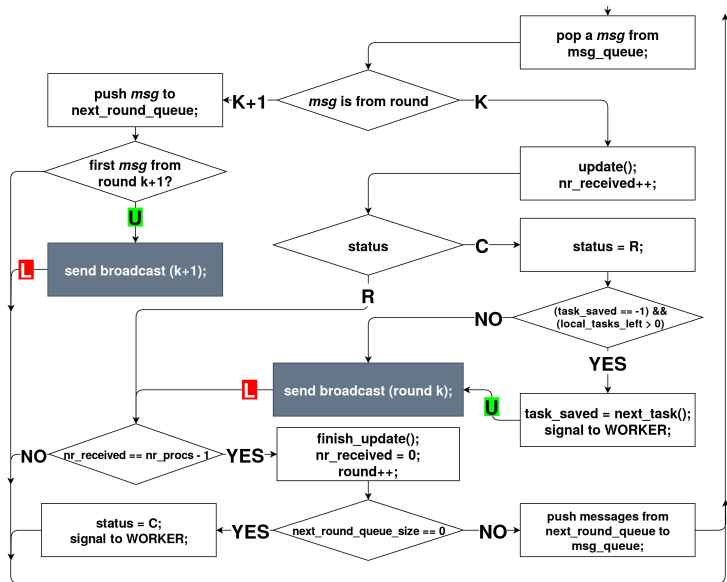 pop a msg from
msg_queue;
push msg to
next_round_queue;
K+1
msg is from round
K
first msg from
round k+1?
update();
nr_received++;
U
status
C
status = R;
L
send broadcast (k+1);
R
NO
(task_saved == -1) &&
(local_tasks_left > 0)
YES
L
send broadcast (round k);
U
task_saved = next_task();
signal to WORKER;
NO
nr_received == nr_procs - 1
YES
finish_update();
nr_received = 0;
round++;
status = C;
signal to WORKER;
YES
next_round_queue_size == 0
NO
push messages from
next_round_queue to
msg_queue;